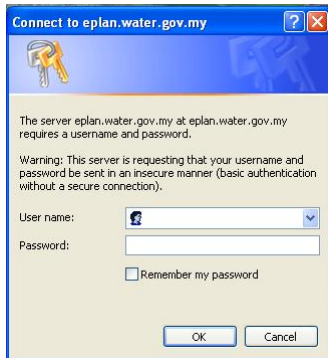 Connect to eplan.water.gov.my
The server eplan.water.gov.my at eplan.water.gov.my
requires a username and password.
Warning: This server is requesting that your username and
password be sent in an insecure manner (basic authentication
without a secure connection).
User name:
Password:
Remember my password
OK Cancel